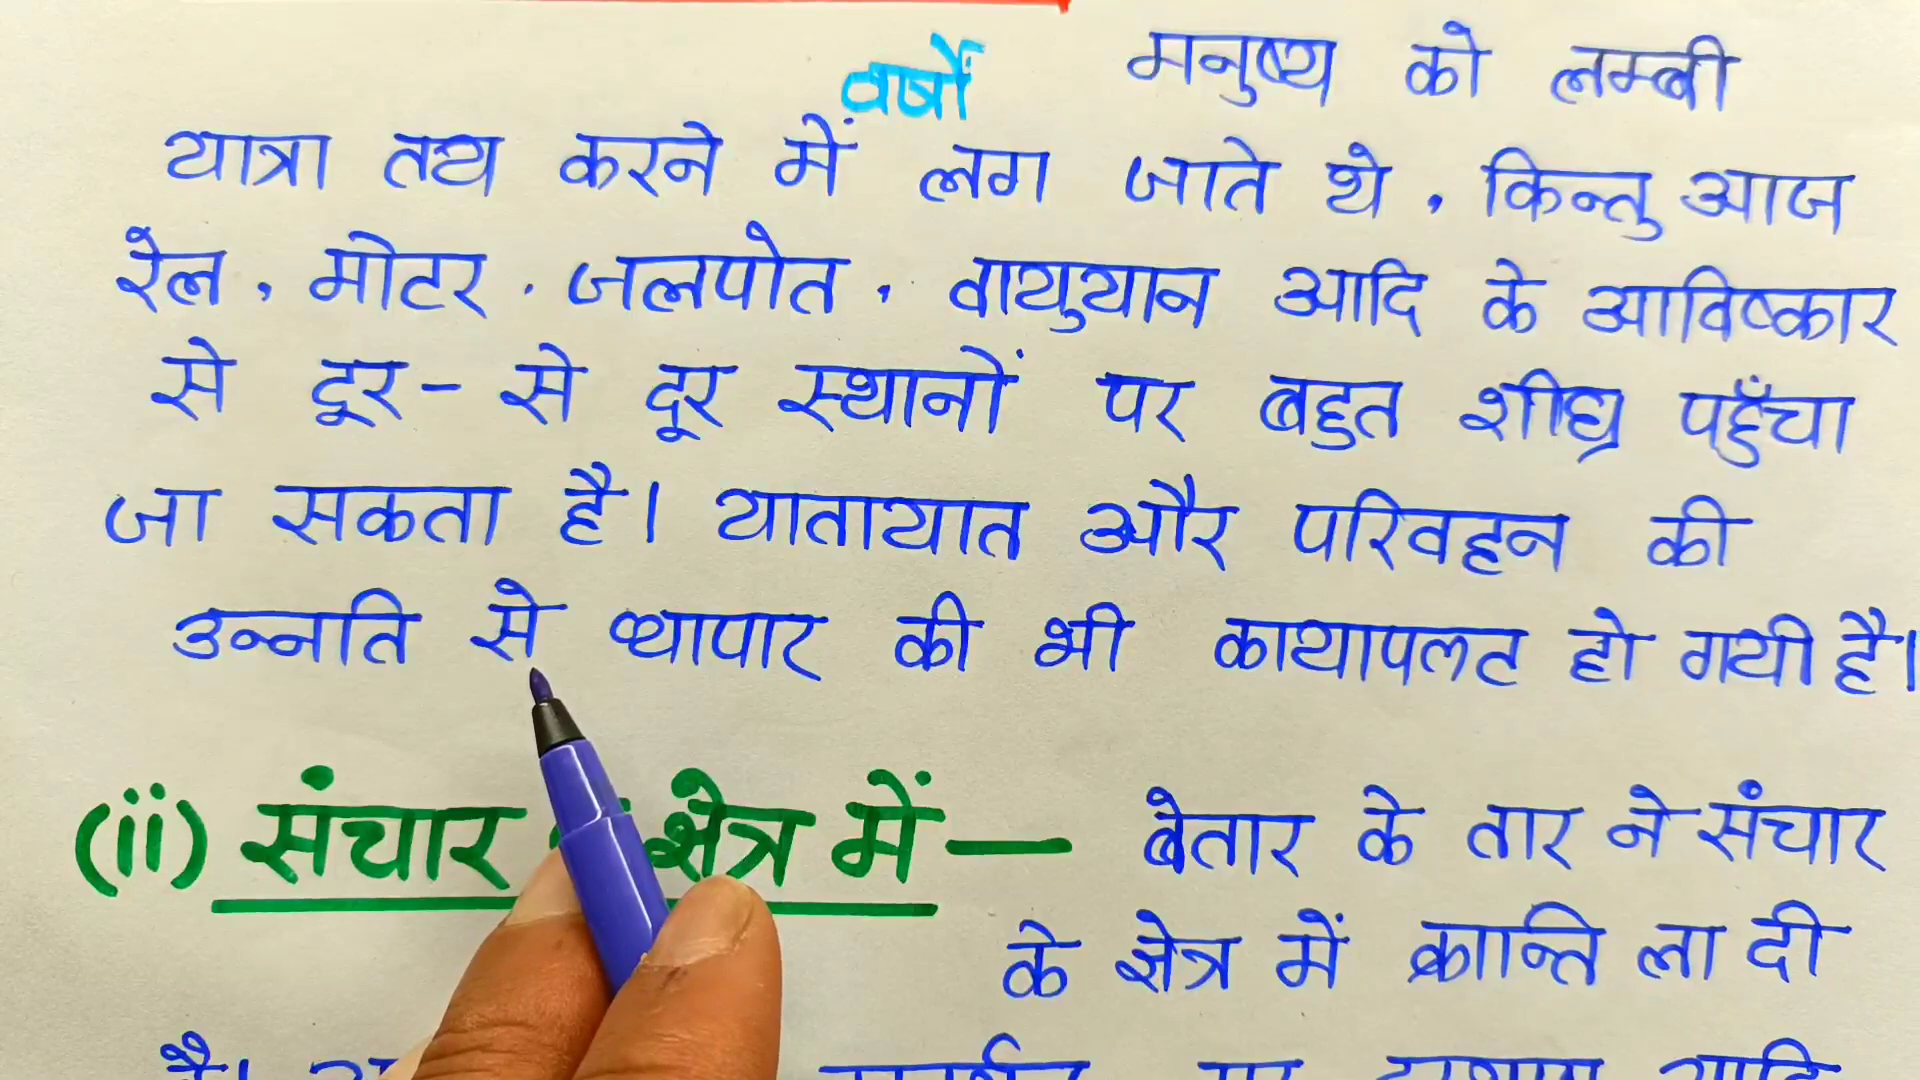 मनुष्य को लम्बी
वर्षों
यात्रा तय करने में लग जाते थे, किन्तु आज
रेल, मोटर, जलपोत, वायुयान आदि के आविष्कार
से दूर-से दूर स्थानों पर बहुत शीघ्र पहुँचा
जा सकता है। यातायात और परिवहन की
उन्नति से व्यापार की भी कायापलट हो गयी है।
(ii) संचार क्षेत्र में — बेतार के तार ने संचार
के क्षेत्र में क्रान्ति ला दी
है।